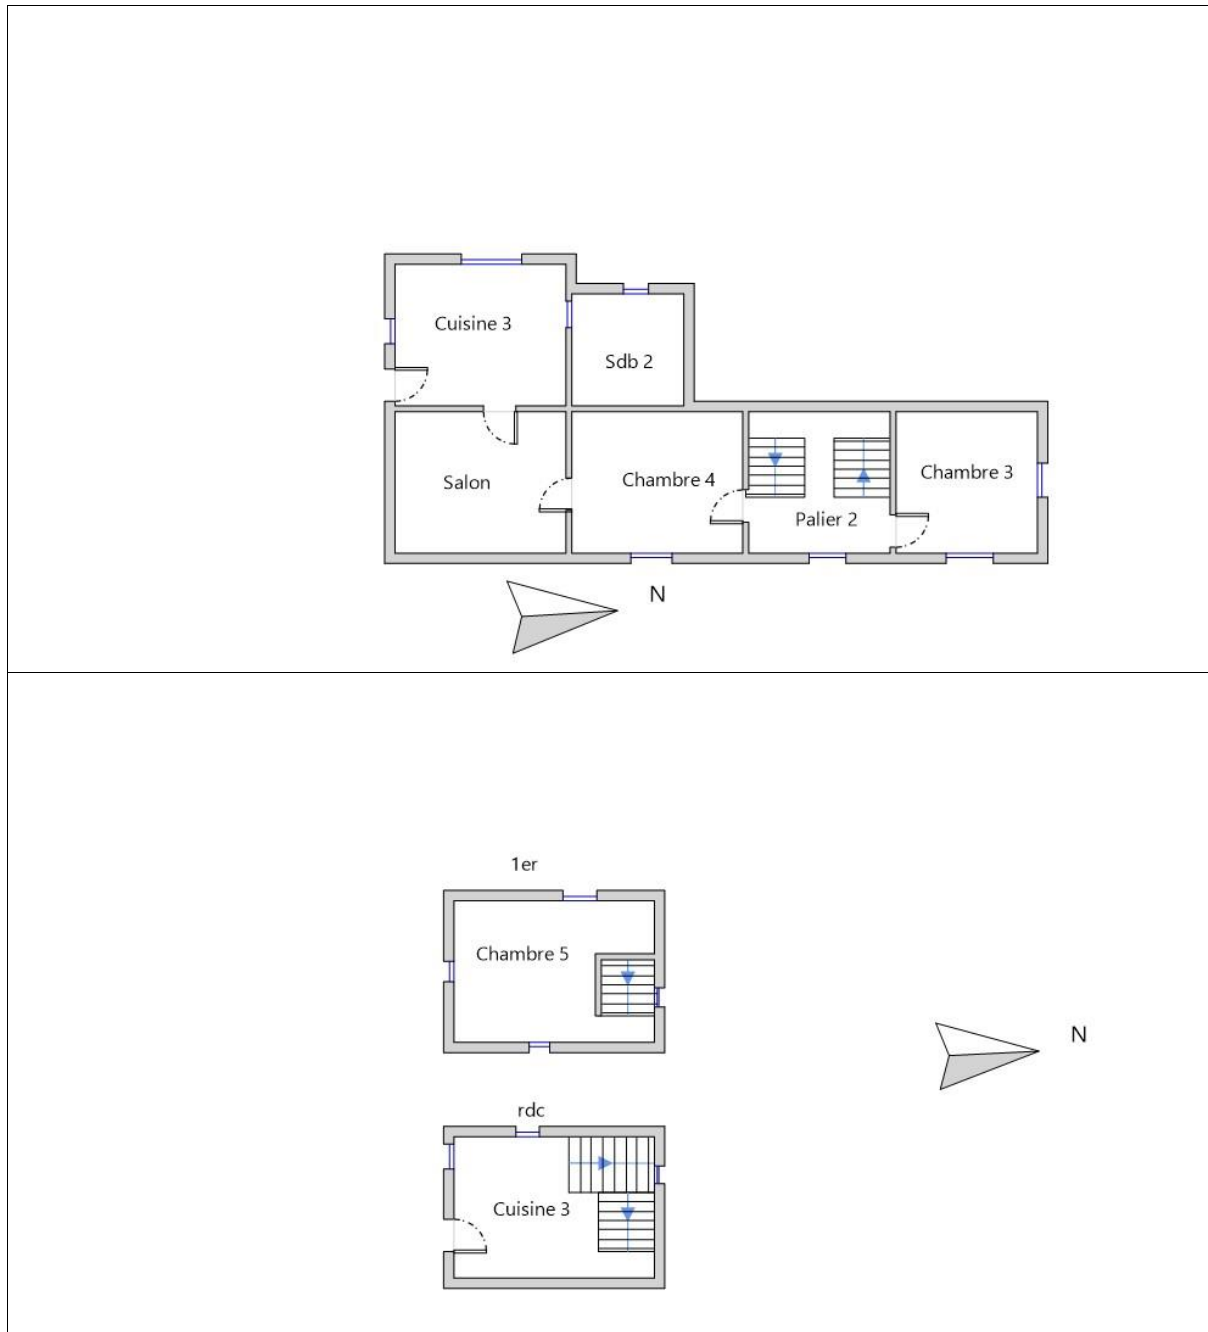 Cuisine 3
Sdb 2
Salon
Chambre 4
Chambre 3
Palier 2
N
1er
Chambre 5
N
rdc
Cuisine 3